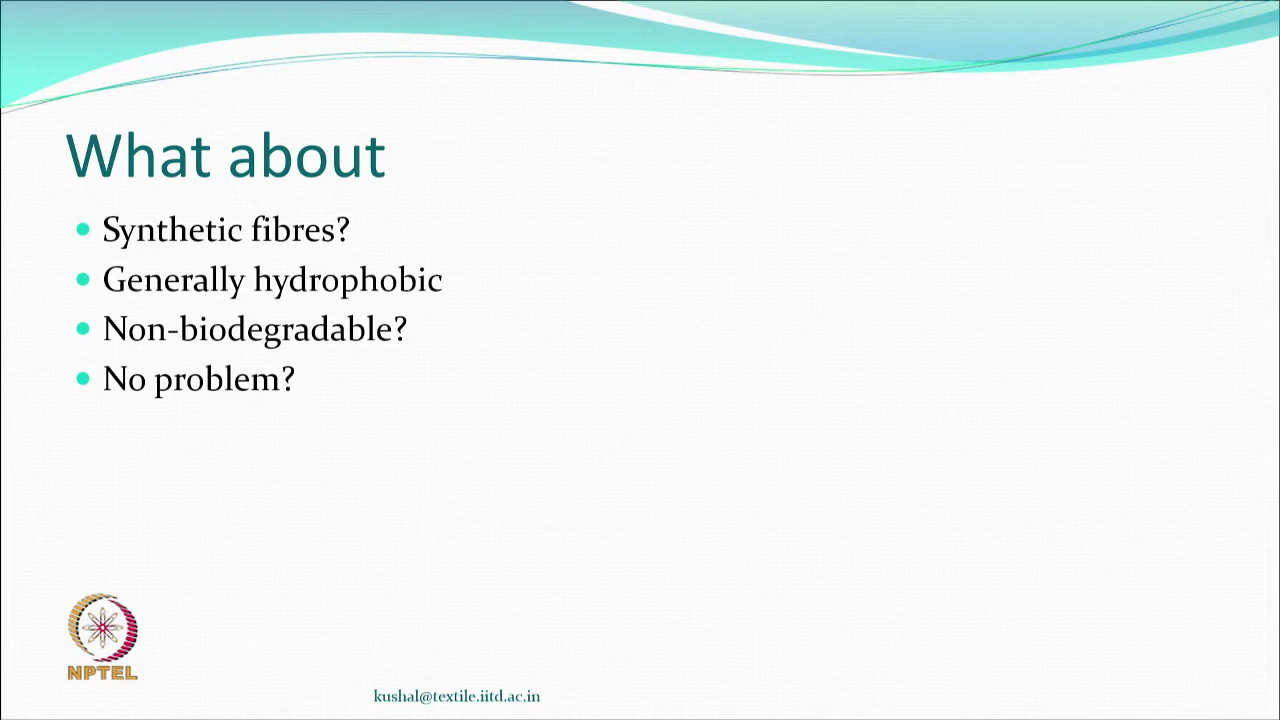 What about
Synthetic fibres?
Generally hydrophobic
Non-biodegradable?
No problem?
NPTEL
kushal@textile.iitd.ac.in